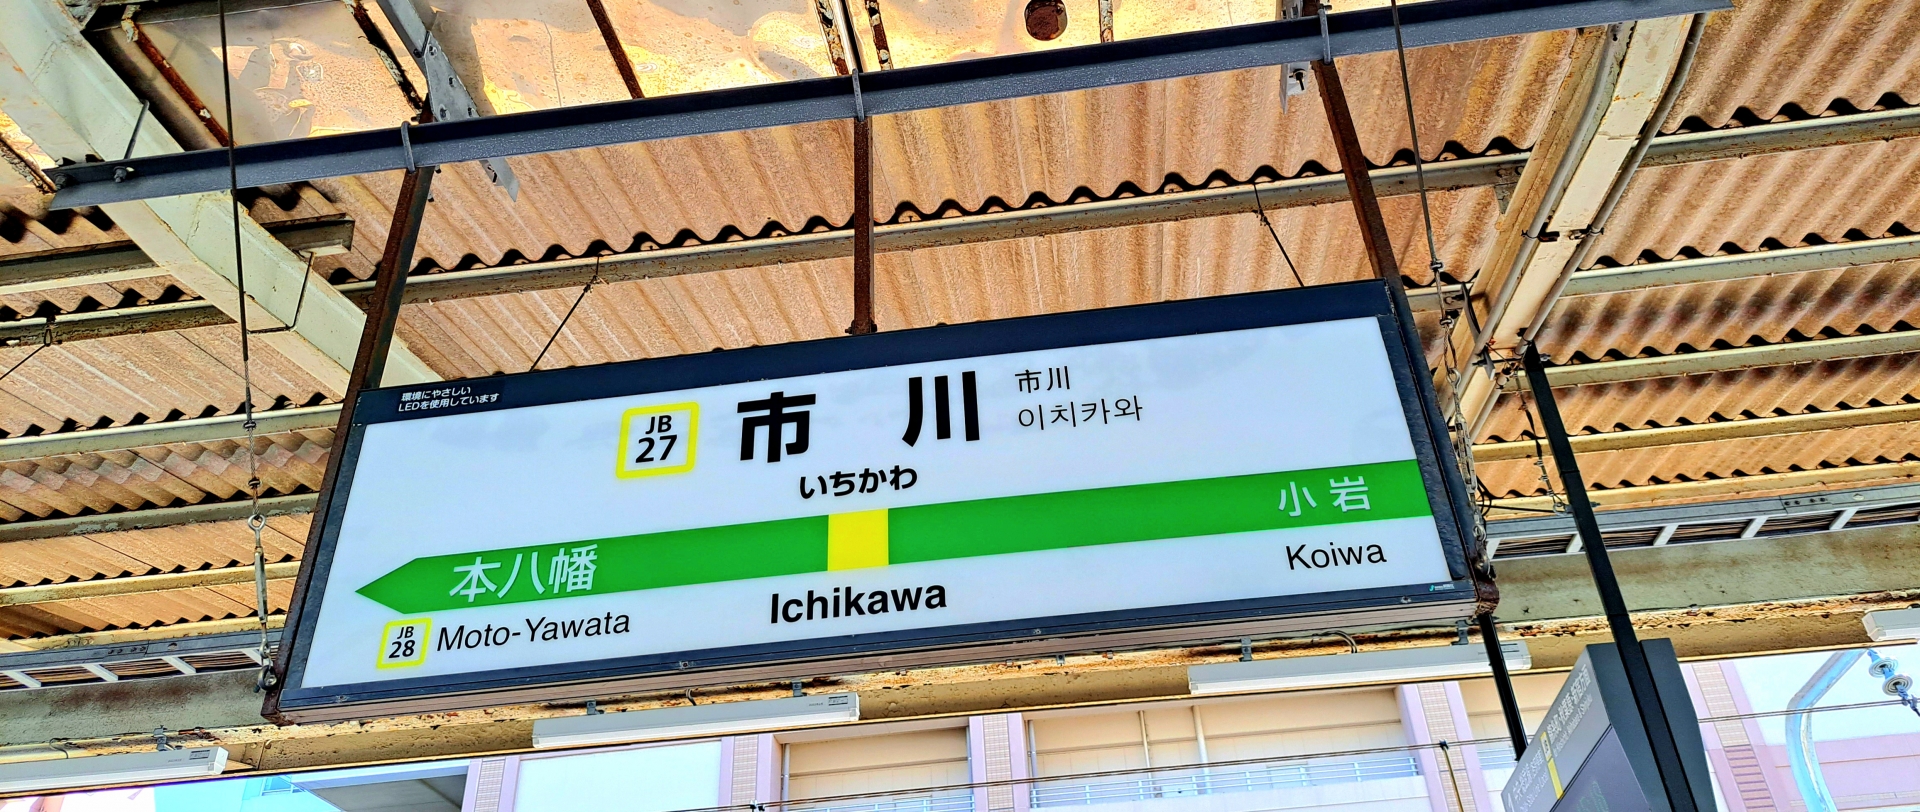 環境にやさしい
LEDを使用しています
JB
27
市川
市川
이치카와
いちかわ
本八幡
小岩
JB
28
Moto-Yawata
Ichikawa
Koiwa